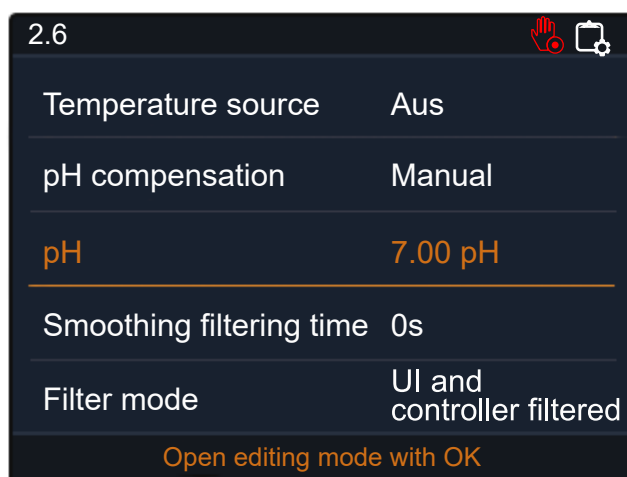 2.6
Temperature source Aus
pH compensation Manual
pH 7.00 pH
Smoothing filtering time 0s
Filter mode UI and
controller filtered
Open editing mode with OK